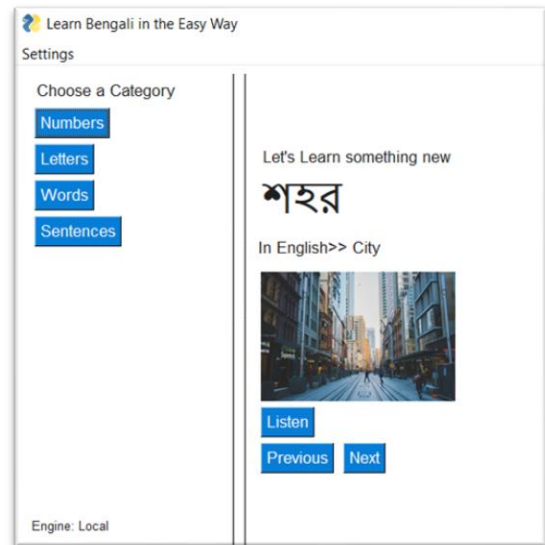 Learn Bengali in the Easy Way
Settings
Choose a Category
Numbers
Letters
Words
Sentences
Engine: Local
Let's Learn something new
শহর
In English>> City
Listen
Previous Next